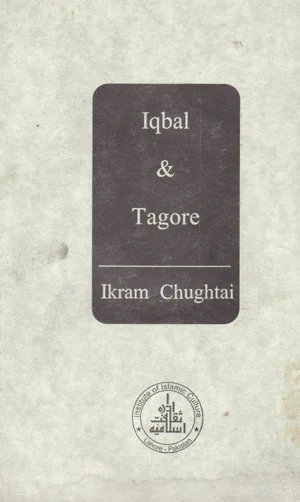 Iqbal
&
Tagore
Ikram Chughtai
Institute of Islamic Culture
ادارہ
ثقافت
اسلامیہ
Lahore - Pakistan